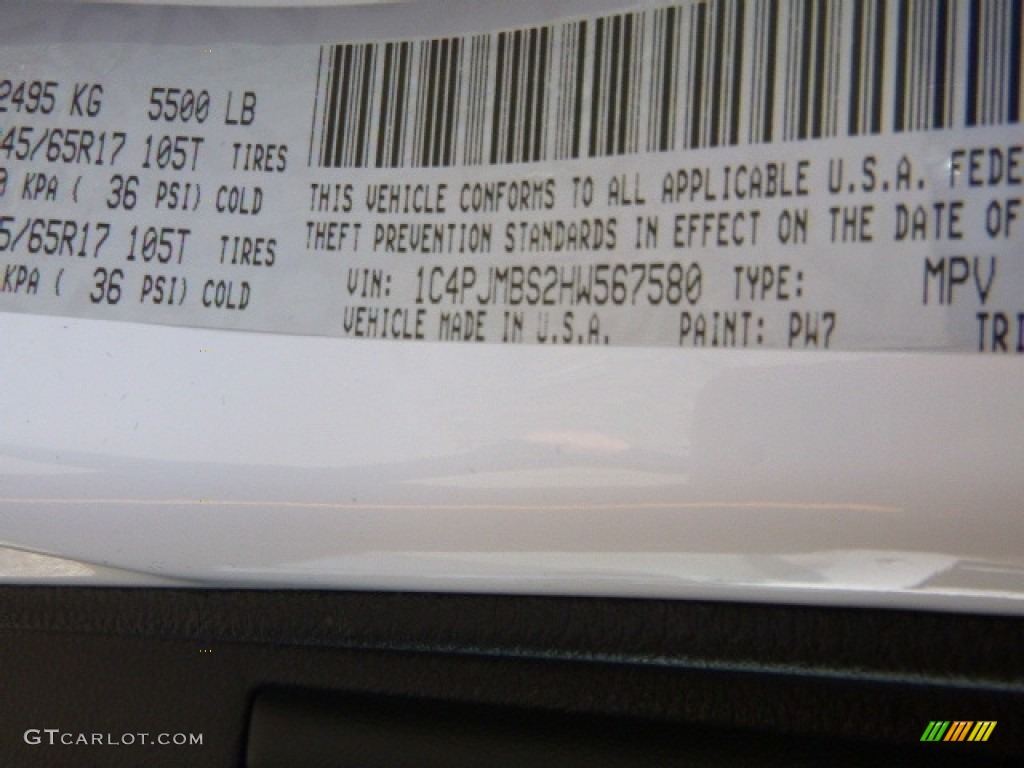 2495 KG 5500 LB
45/65R17 105T TIRES
0 KPA ( 36 PSI) COLD
5/65R17 105T TIRES
KPA ( 36 PSI) COLD
THIS VEHICLE CONFORMS TO ALL APPLICABLE U.S.A. FEDE
THEFT PREVENTION STANDARDS IN EFFECT ON THE DATE OF
VIN: 1C4PJMBS2HW567580 TYPE: MPV
VEHICLE MADE IN U.S.A. PAINT: PW7 TRI
GTCARLOT.COM